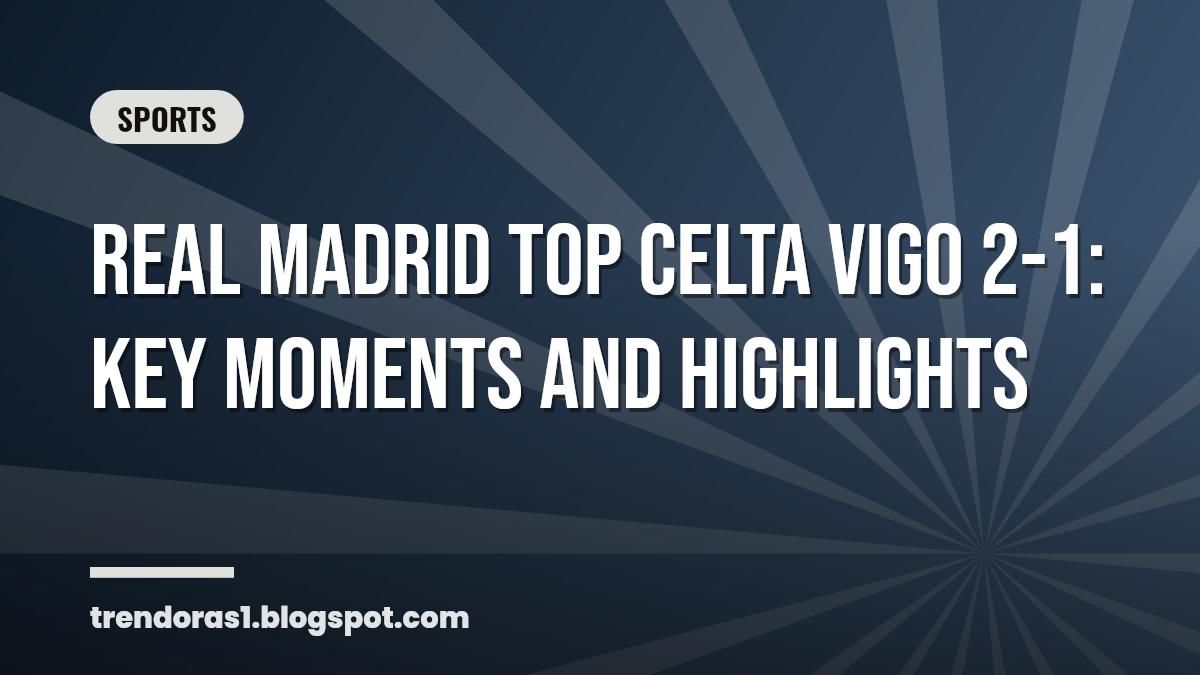 SPORTS
REAL MADRID TOP CELTA VIGO 2-1:
KEY MOMENTS AND HIGHLIGHTS
trendoras1.blogspot.com